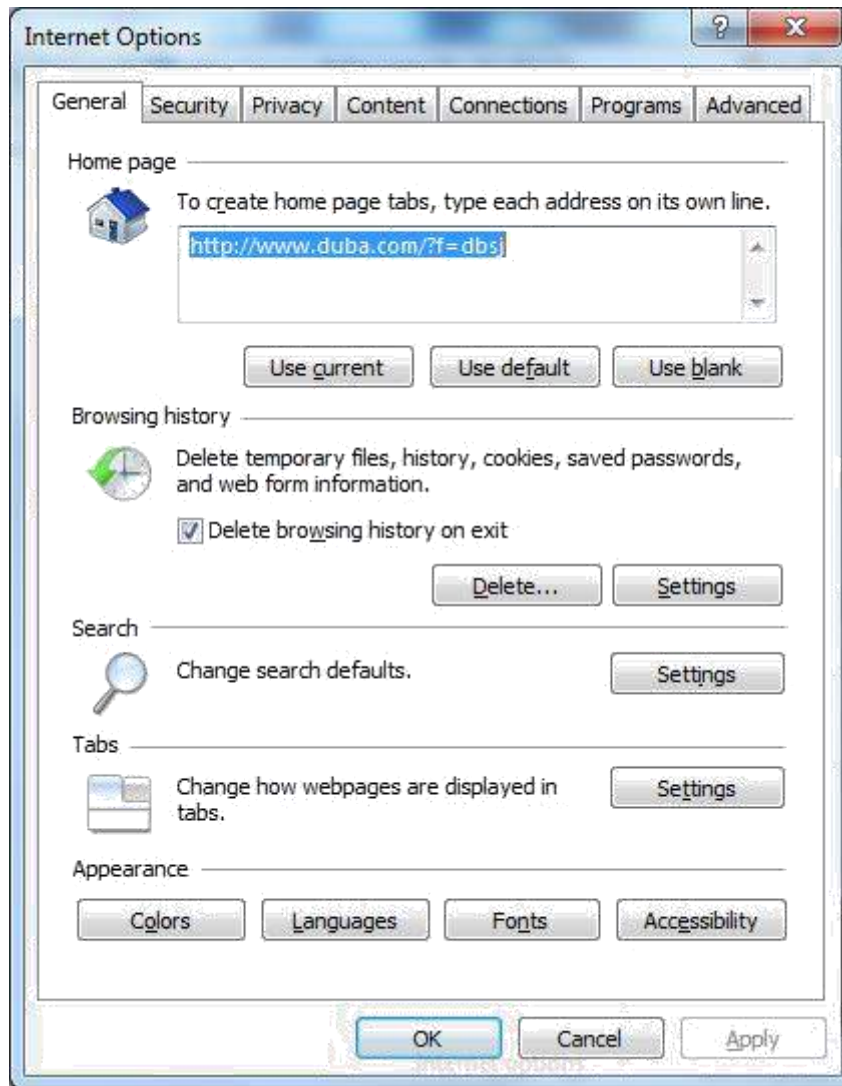 Internet Options
General Security Privacy Content Connections Programs Advanced
Home page
To create home page tabs, type each address on its own line.
http://www.duba.com/?f=dbsj
Use current Use default Use blank
Browsing history
Delete temporary files, history, cookies, saved passwords,
and web form information.
Delete browsing history on exit
Delete... Settings
Search
Change search defaults.
Settings
Tabs
Change how webpages are displayed in
tabs.
Settings
Appearance
Colors Languages Fonts Accessibility
OK Cancel Apply
Internet options